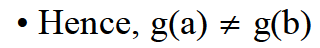 • Hence, g(a) ≠ g(b)